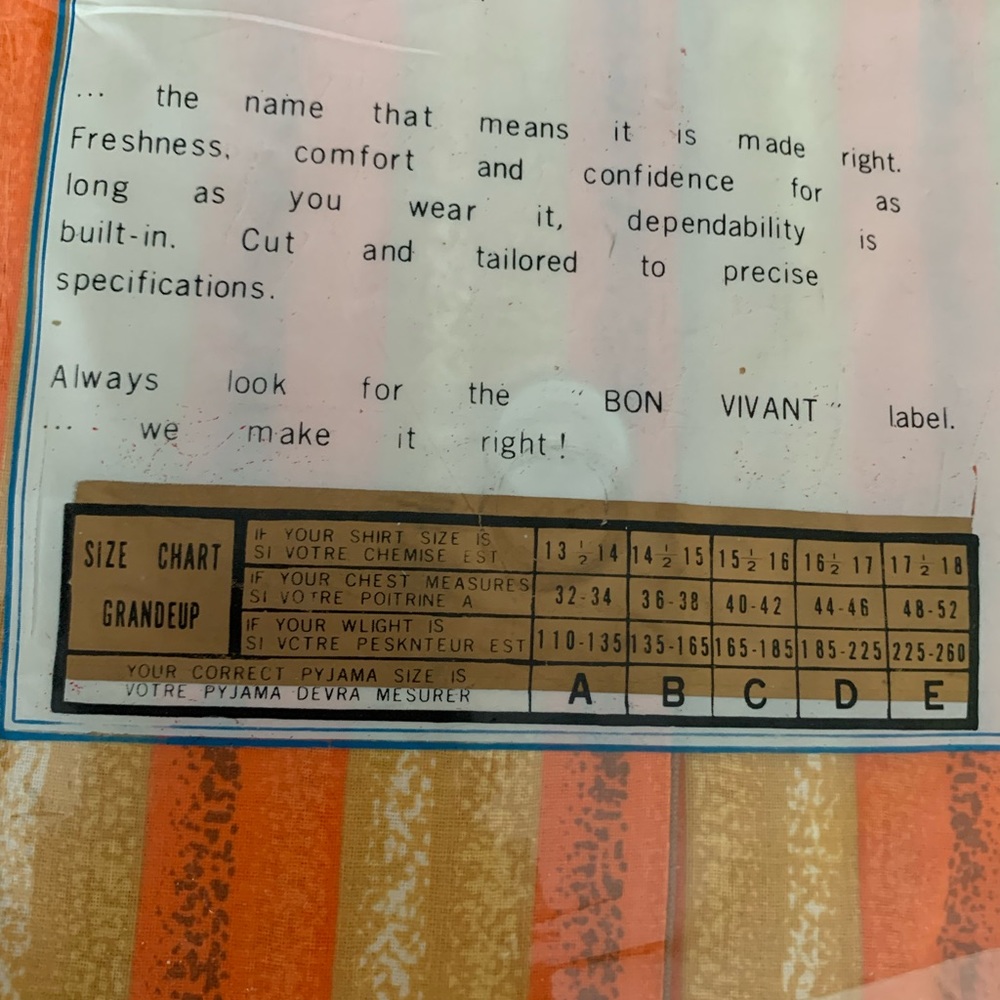 ... the name that means it is made right.
Freshness, comfort and confidence for as
long as you wear it, dependability is
built-in. Cut and tailored to precise
specifications.
Always look for the "BON VIVANT" label.
... we make it right!
SIZE CHART
GRANDEUP
IF YOUR SHIRT SIZE IS
SI VOTRE CHEMISE EST
13 1/2 14 14 1/2 15 15 1/2 16 16 1/2 17 17 1/2 18
IF YOUR CHEST MEASURES
SI VOTRE POITRINE A
32-34 36-38 40-42 44-46 48-52
IF YOUR WLIGHT IS
SI VCTRE PESKNTEUR EST
110-135 135-165 165-185 185-225 225-260
YOUR CORRECT PYJAMA SIZE IS
VOTRE PYJAMA DEVRA MESURER
A B C D E